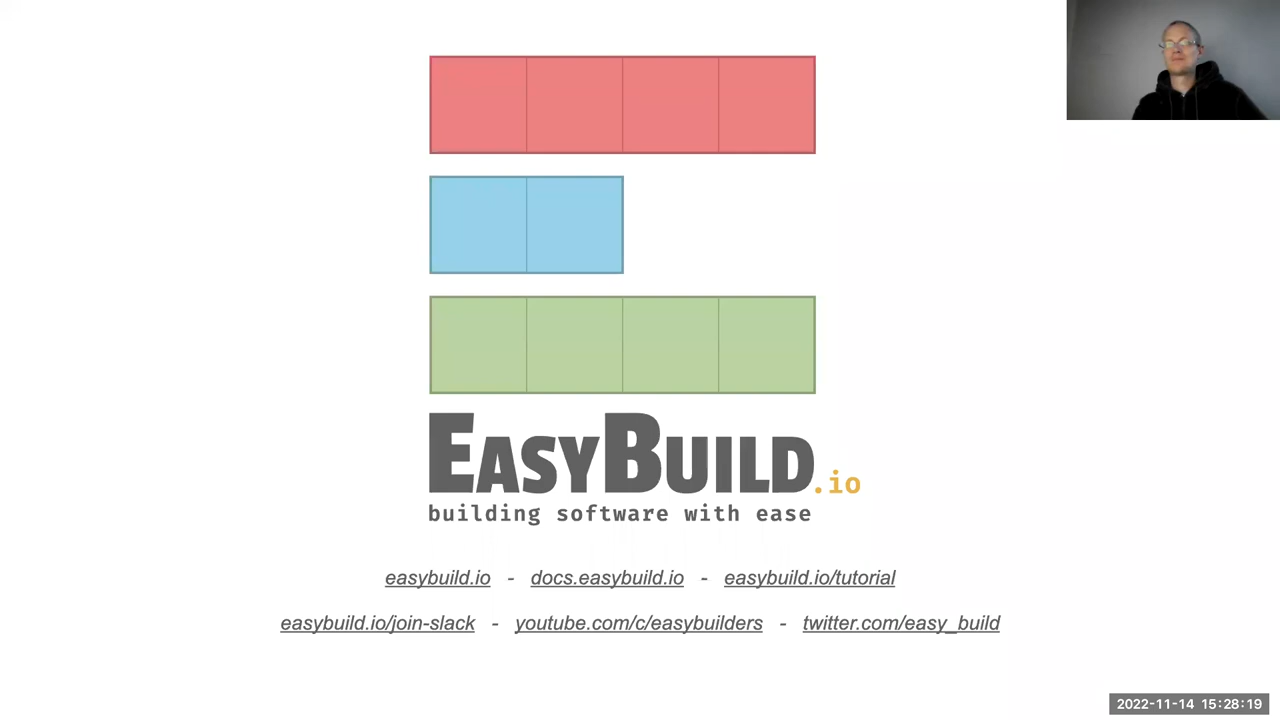 EASYBUILD.io
building software with ease
easybuild.io - docs.easybuild.io - easybuild.io/tutorial
easybuild.io/join-slack - youtube.com/c/easybuilders - twitter.com/easy_build
2022-11-14 15:28:19